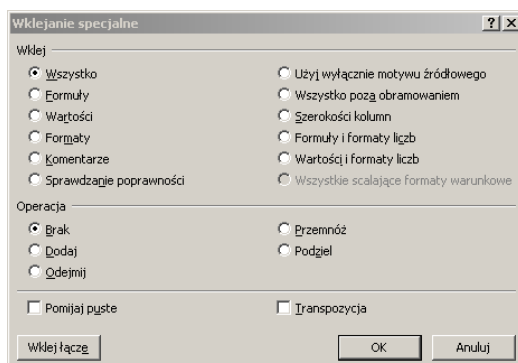 Wklejanie specjalne
Wklej
Wszystko
Formuły
Wartości
Formaty
Komentarze
Sprawdzanie poprawności
Użyj wyłącznie motywu źródłowego
Wszystko poza obramowaniem
Szerokości kolumn
Formuły i formaty liczb
Wartości i formaty liczb
Wszystkie scalające formaty warunkowe
Operacja
Brak
Dodaj
Odejmij
Przemnóż
Podziel
Pomijaj puste
Transpozycja
Wklej łącze
OK
Anuluj